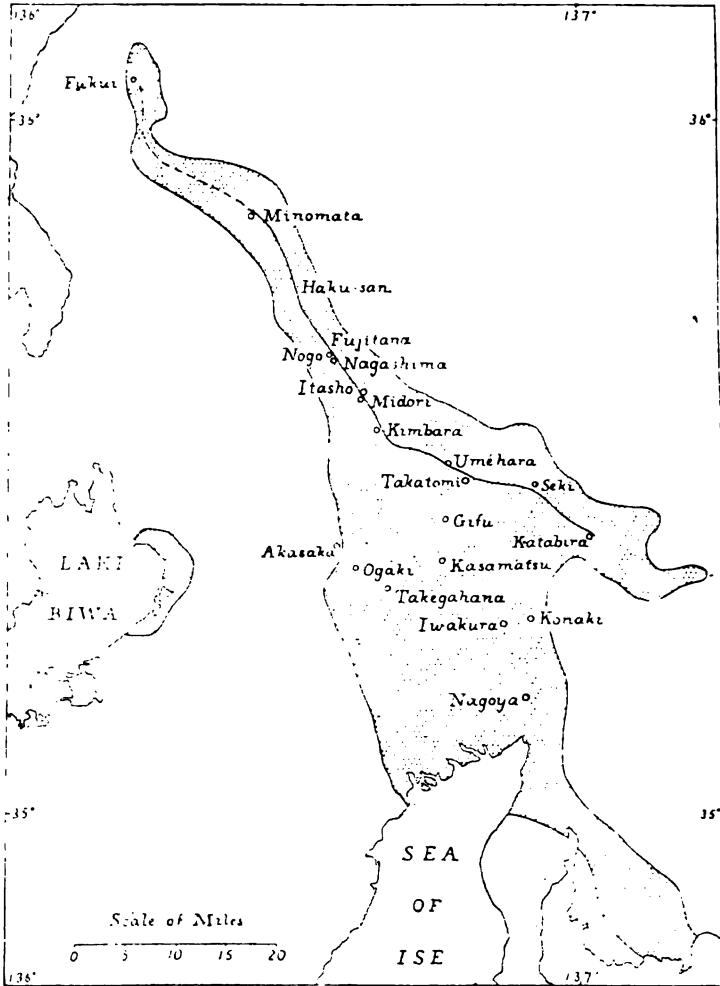 136°
137°
Fukui
36°
36°
Minomata
Haku-san
Fujitana
Nogo
Nagashima
Itasho
Midori
Kimbara
Umehara
Takatomi
Seki
Gifu
Katabira
Akasaka
LAKE
Ogaki
Kasamatsu
BIWA
Takegahana
Iwakura
Konaki
Nagoya
35°
35°
SEA
OF
ISE
Scale of Miles
0 5 10 20
136°
137°